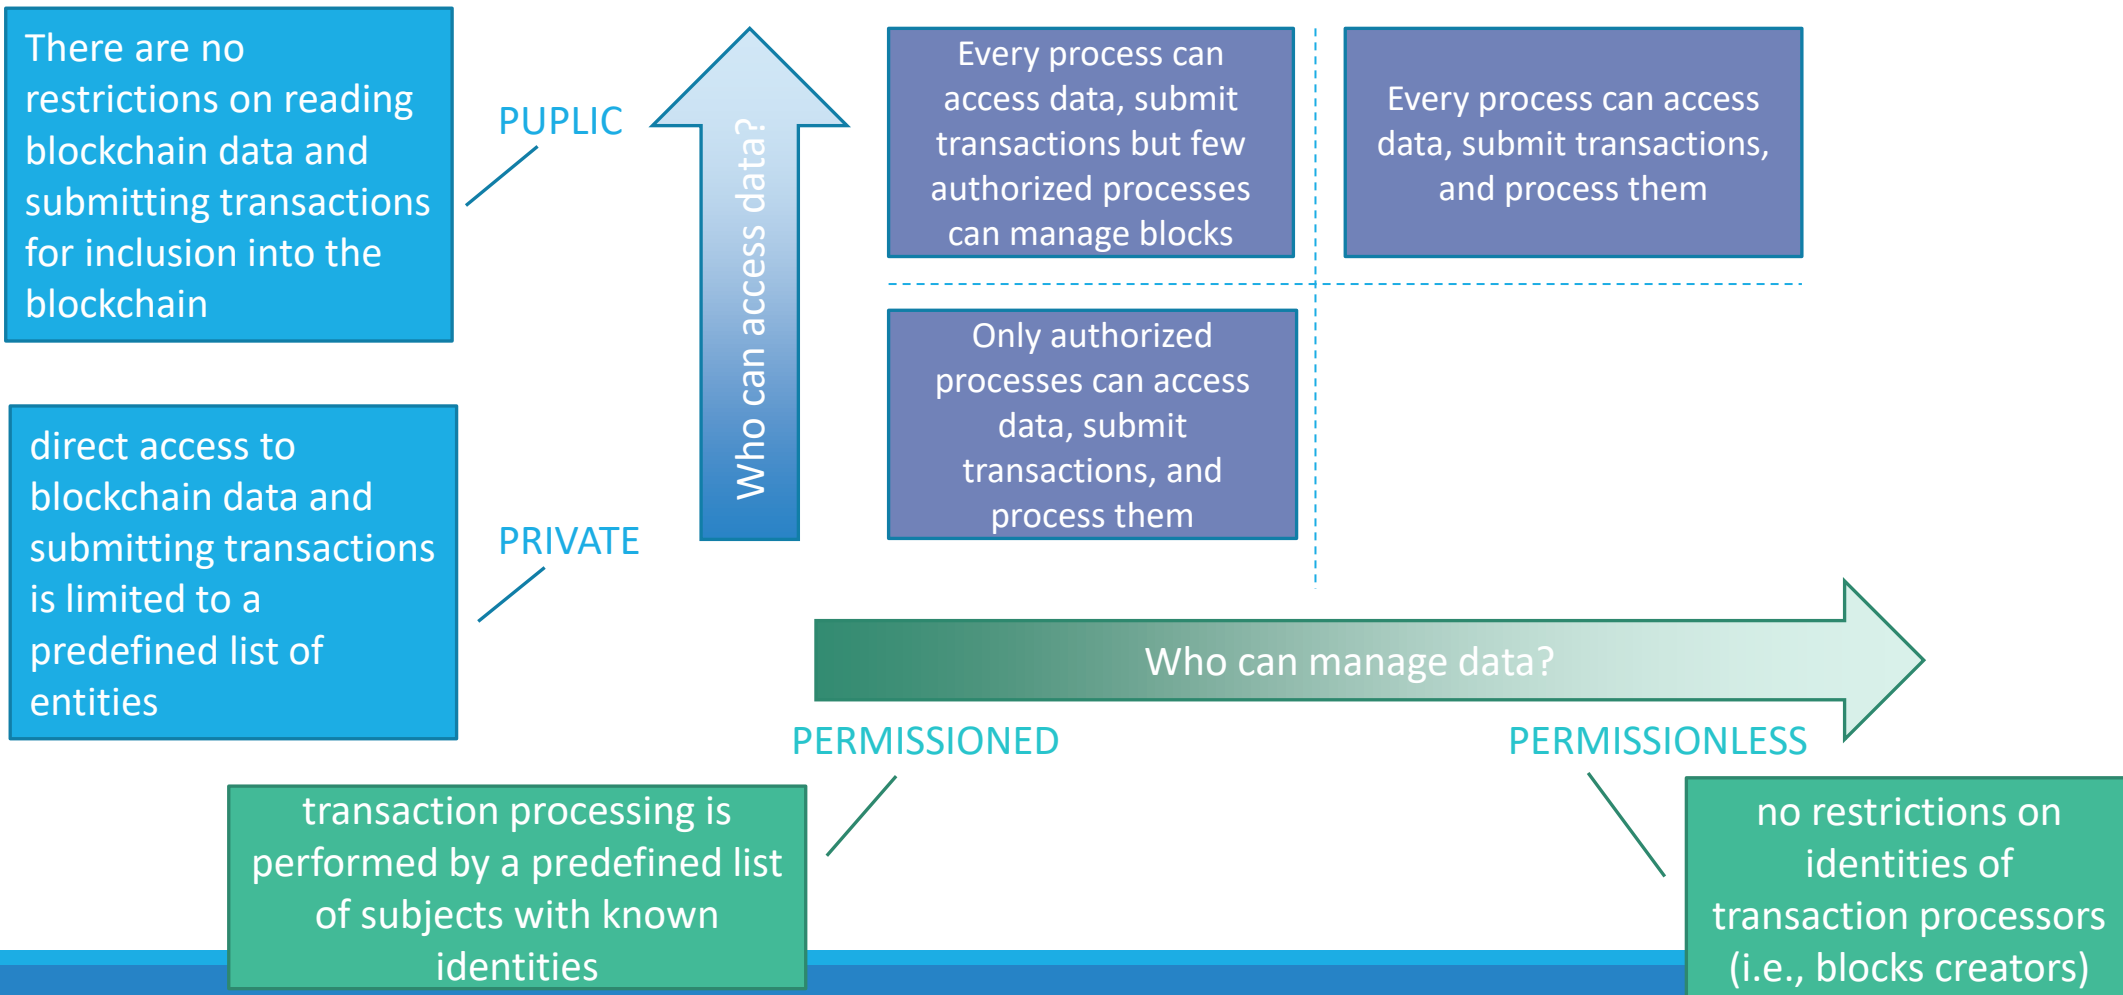 There are no
restrictions on reading
blockchain data and
submitting transactions
for inclusion into the
blockchain
PUPLIC
Who can access data?
Every process can
access data, submit
transactions but few
authorized processes
can manage blocks
Every process can access
data, submit transactions,
and process them
Only authorized
processes can access
data, submit
transactions, and
process them
direct access to
blockchain data and
submitting transactions
is limited to a
predefined list of
entities
PRIVATE
Who can manage data?
PERMISSIONED
PERMISSIONLESS
transaction processing is
performed by a predefined list
of subjects with known
identities
no restrictions on
identities of
transaction processors
(i.e., blocks creators)